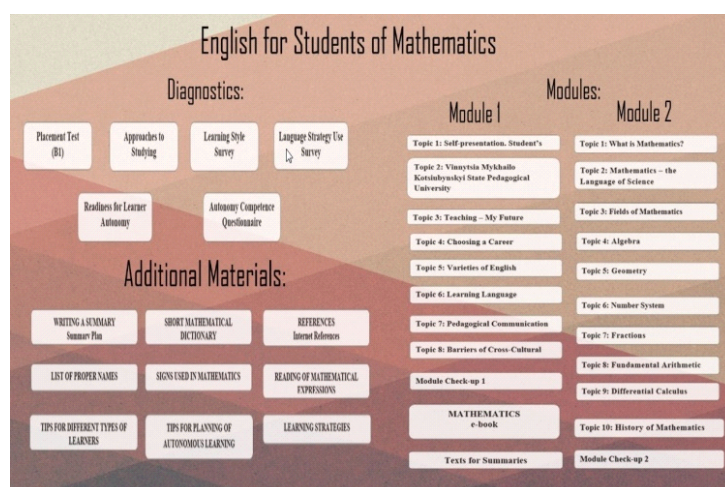 English for Students of Mathematics
Diagnostics:
Placement Test
(B1)
Approaches to
Studying
Learning Style
Survey
Language Strategy Use
Survey
Readiness for Learner
Autonomy
Autonomy Competence
Questionnaire
Additional Materials:
WRITING A SUMMARY
Summary Plan
SHORT MATHEMATICAL
DICTIONARY
REFERENCES
Internet References
LIST OF PROPER NAMES
SIGNS USED IN MATHEMATICS
READING OF MATHEMATICAL
EXPRESSIONS
TIPS FOR DIFFERENT TYPES OF
LEARNERS
TIPS FOR PLANNING OF
AUTONOMOUS LEARNING
LEARNING STRATEGIES
Modules:
Module 1
Topic 1: Self-presentation. Student's
Topic 2: Vinnytsia Mykhailo
Kotsiubynskyi State Pedagogical
University
Topic 3: Teaching – My Future
Topic 4: Choosing a Career
Topic 5: Varieties of English
Topic 6: Learning Language
Topic 7: Pedagogical Communication
Topic 8: Barriers of Cross-Cultural
Module Check-up 1
MATHEMATICS
e-book
Texts for Summaries
Module 2
Topic 1: What is Mathematics?
Topic 2: Mathematics – the
Language of Science
Topic 3: Fields of Mathematics
Topic 4: Algebra
Topic 5: Geometry
Topic 6: Number System
Topic 7: Fractions
Topic 8: Fundamental Arithmetic
Topic 9: Differential Calculus
Topic 10: History of Mathematics
Module Check-up 2